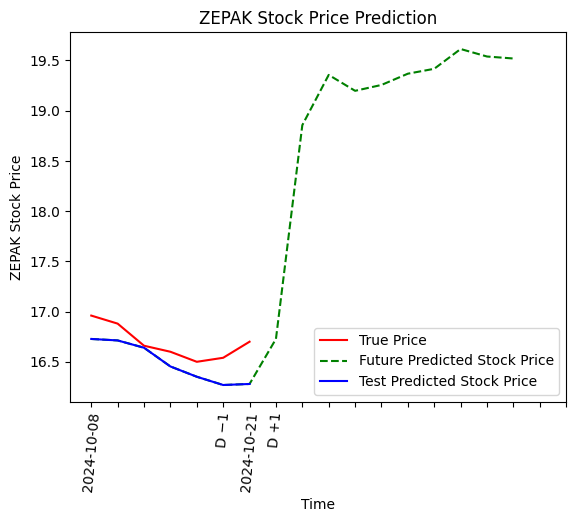 ZEPAK Stock Price Prediction
ZEPAK Stock Price
19.5
19.0
18.5
18.0
17.5
17.0
16.5
True Price
Future Predicted Stock Price
Test Predicted Stock Price
2024-10-08
D −1
2024-10-21
D +1
Time